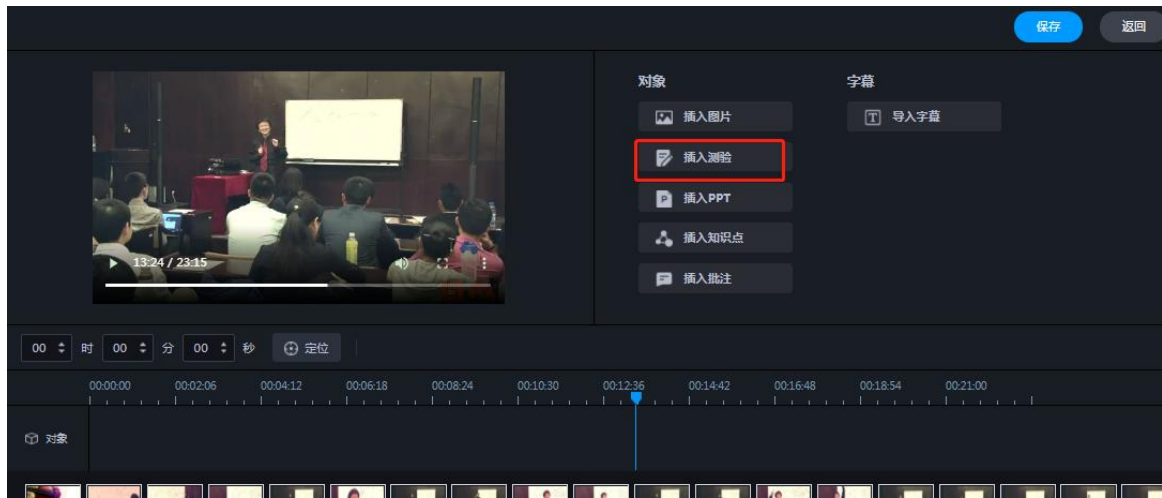 保存 返回
对象 字幕
插入图片 导入字幕
插入测验
插入PPT
插入知识点
插入批注
13:24 / 23:15
00 时 00 分 00 秒 定位
00:00:00 00:02:06 00:04:12 00:06:18 00:08:24 00:10:30 00:12:36 00:14:42 00:16:48 00:18:54 00:21:00
对象